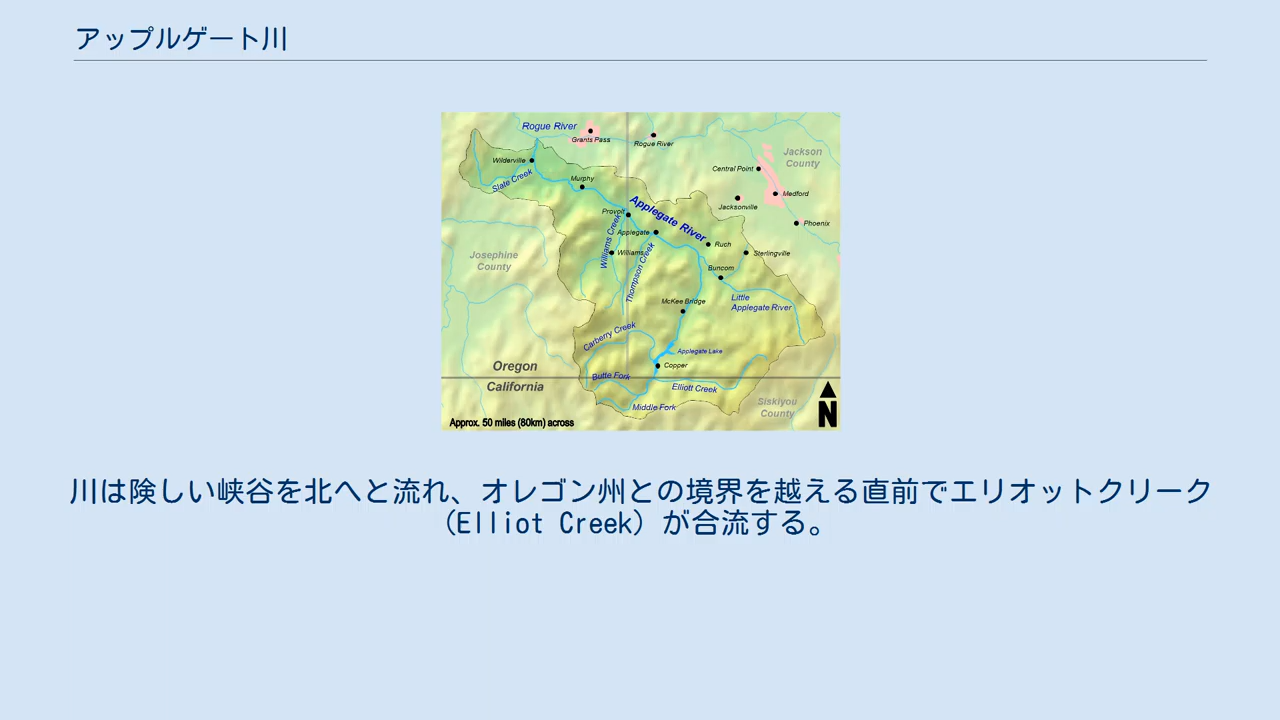 アップルゲート川
Rogue River
Grants Pass
Rogue River
Jackson
County
Wilderville
Central Point
Slate Creek
Murphy
Medford
Jacksonville
Applegate River
Provolt
Phoenix
Williams Creek
Applegate
Ruch
Josephine
County
Williams
Thompson Creek
Sterlingville
Buncom
McKee Bridge
Little
Applegate River
Carberry Creek
Applegate Lake
Oregon
Copper
California
Butte Fork
Elliott Creek
Middle Fork
Siskiyou
County
N
Approx. 50 miles (80km) across
川は険しい峡谷を北へと流れ、オレゴン州との境界を越える直前でエリオットクリーク
（Elliot Creek）が合流する。